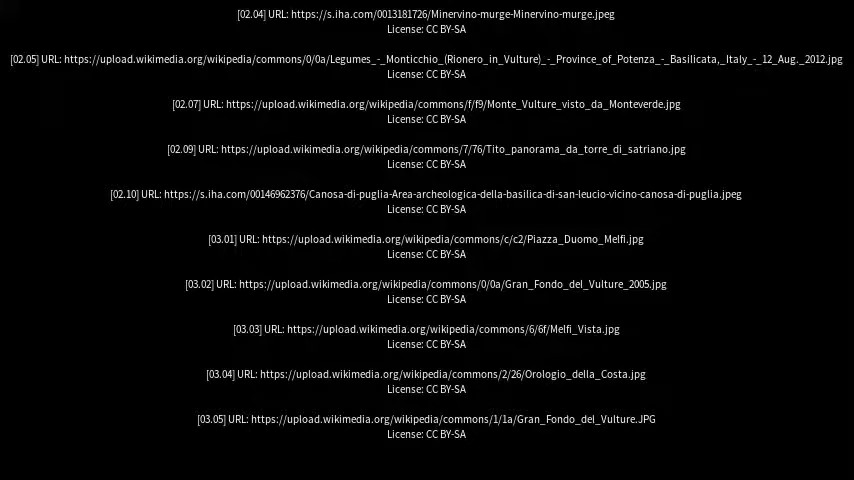 [02.04] URL: https://s.iha.com/0013181726/Minervino-murge-Minervino-murge.jpeg
License: CC BY-SA
[02.05] URL: https://upload.wikimedia.org/wikipedia/commons/0/0a/Legumes_-_Monticchio_(Rionero_in_Vulture)_-_Province_of_Potenza_-_Basilicata,_Italy_-_12_Aug._2012.jpg
License: CC BY-SA
[02.07] URL: https://upload.wikimedia.org/wikipedia/commons/f/f9/Monte_Vulture_visto_da_Monteverde.jpg
License: CC BY-SA
[02.09] URL: https://upload.wikimedia.org/wikipedia/commons/7/76/Tito_panorama_da_torre_di_satriano.jpg
License: CC BY-SA
[02.10] URL: https://s.iha.com/00146962376/Canosa-di-puglia-Area-archeologica-della-basilica-di-san-leucio-vicino-canosa-di-puglia.jpeg
License: CC BY-SA
[03.01] URL: https://upload.wikimedia.org/wikipedia/commons/c/c2/Piazza_Duomo_Melfi.jpg
License: CC BY-SA
[03.02] URL: https://upload.wikimedia.org/wikipedia/commons/0/0a/Gran_Fondo_del_Vulture_2005.jpg
License: CC BY-SA
[03.03] URL: https://upload.wikimedia.org/wikipedia/commons/6/6f/Melfi_Vista.jpg
License: CC BY-SA
[03.04] URL: https://upload.wikimedia.org/wikipedia/commons/2/26/Orologio_della_Costa.jpg
License: CC BY-SA
[03.05] URL: https://upload.wikimedia.org/wikipedia/commons/1/1a/Gran_Fondo_del_Vulture.JPG
License: CC BY-SA